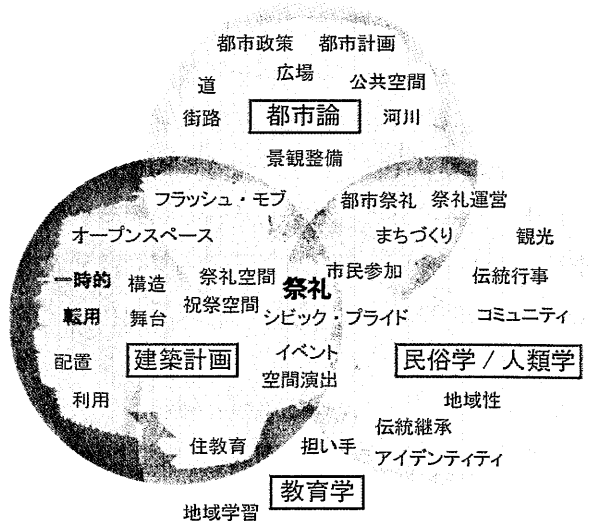 都市政策 都市計画
広場
道 公共空間
街路 都市論 河川
景観整備
フラッシュ・モブ 都市祭礼 祭礼運営
オープンスペース まちづくり 観光
一時的 構造 祭礼空間 祭礼 市民参加 伝統行事
転用 舞台 祝祭空間 シビック・プライド コミュニティ
配置 建築計画 イベント 民俗学 / 人類学
空間演出
利用 地域性
住教育 担い手 伝統継承
アイデンティティ
教育学
地域学習